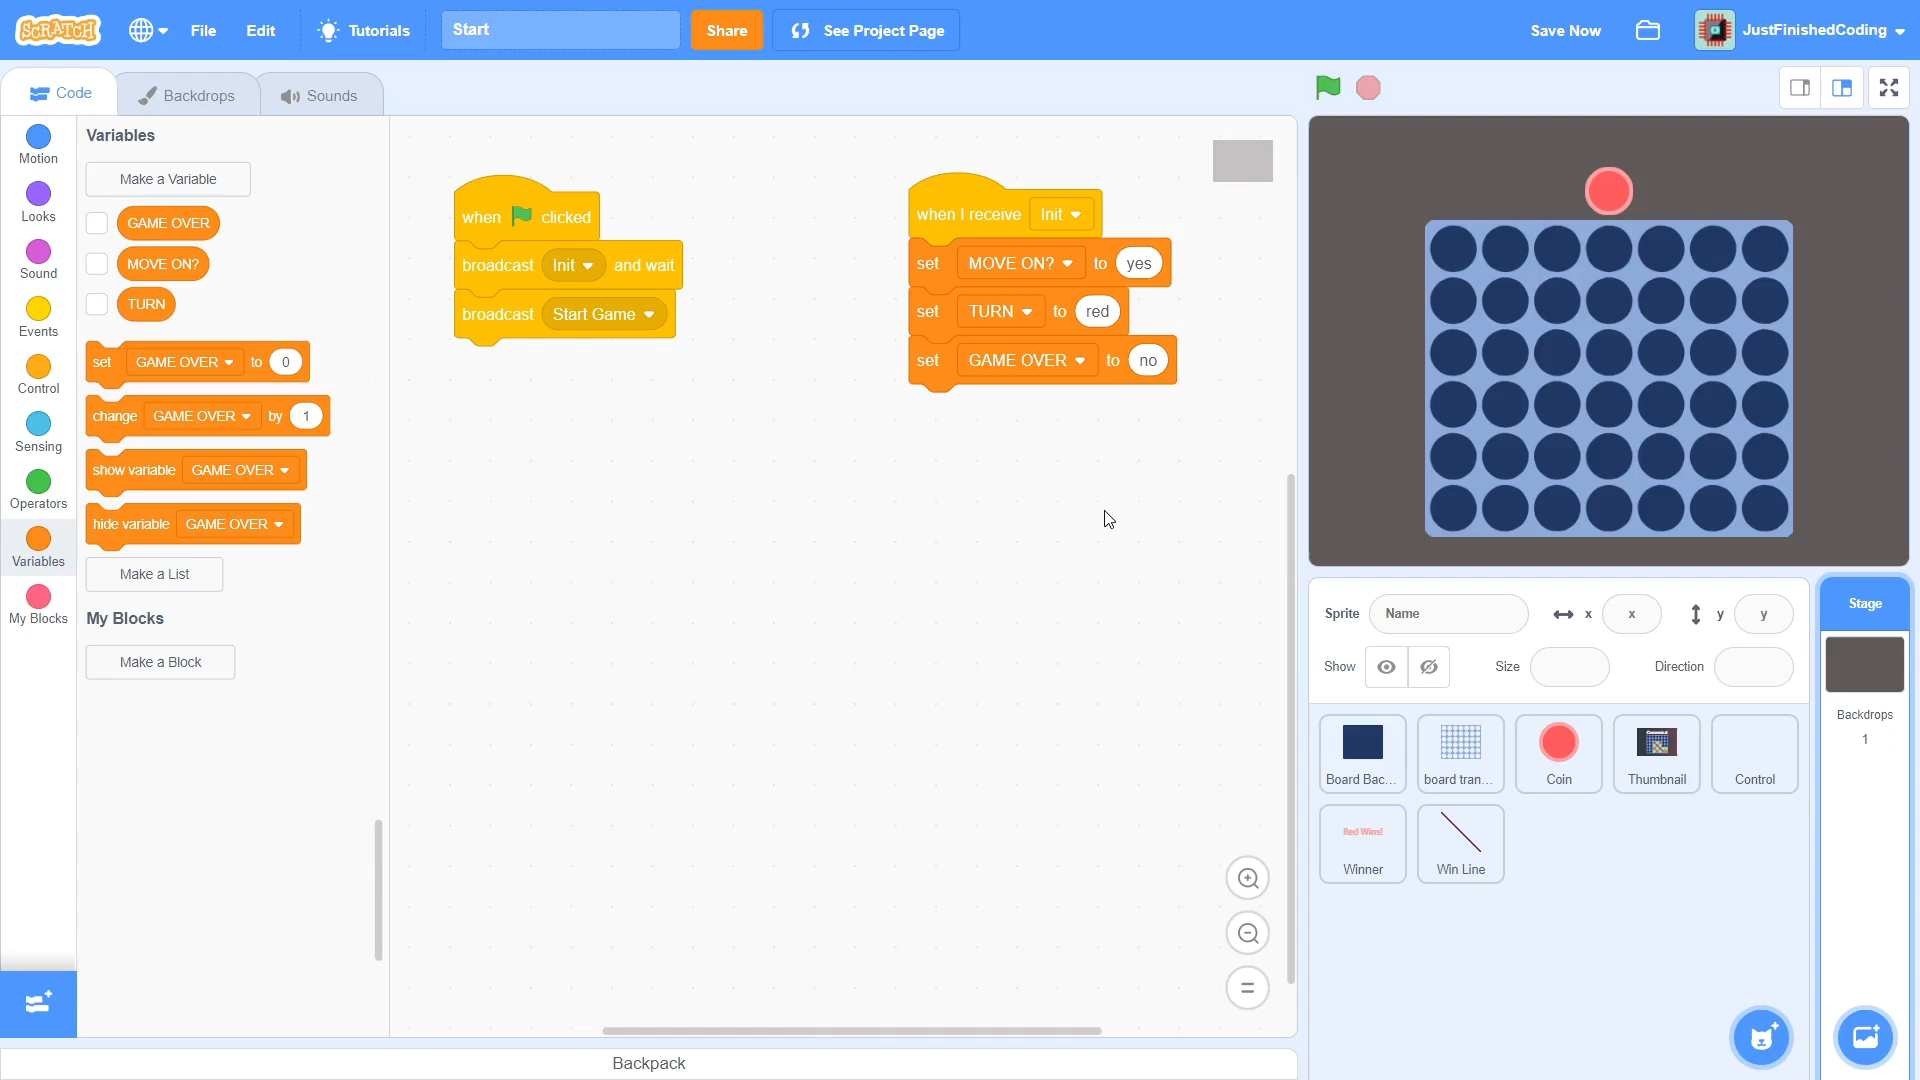 SCRATCH
File
Edit
Tutorials
Start
Share
See Project Page
Save Now
JustFinishedCoding
Code
Backdrops
Sounds
Motion
Looks
Sound
Events
Control
Sensing
Operators
Variables
My Blocks
Variables
Make a Variable
GAME OVER
MOVE ON?
TURN
set GAME OVER to 0
change GAME OVER by 1
show variable GAME OVER
hide variable GAME OVER
Make a List
My Blocks
Make a Block
when clicked
broadcast Init and wait
broadcast Start Game
when I receive Init
set MOVE ON? to yes
set TURN to red
set GAME OVER to no
Backpack
Sprite Name x x y y
Show Size Direction
Board Bac...
board tran...
Coin
Thumbnail
Control
Red Wins!
Winner
Win Line
Stage
Backdrops
1